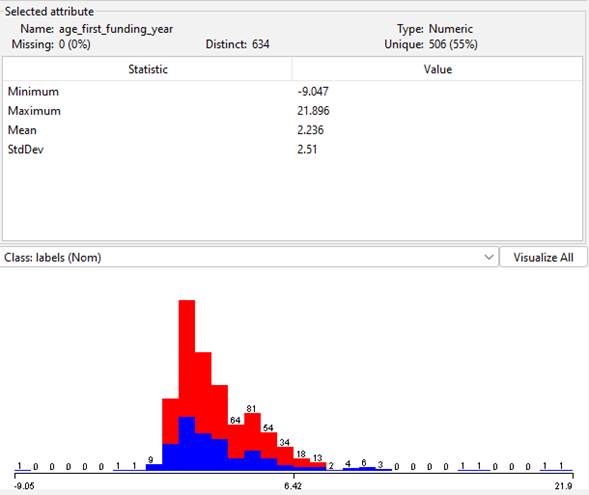 Selected attribute
Name: age_first_funding_year Type: Numeric
Missing: 0 (0%) Distinct: 634 Unique: 506 (55%)
Statistic Value
Minimum -9.047
Maximum 21.896
Mean 2.236
StdDev 2.51
Class: labels (Nom) Visualize All
81
64
54
34
18
13
1 0 0 0 0 0 1 1 9 2 4 6 3 0 0 0 0 1 1 0 0 0 1 1
-9.05 6.42 21.9